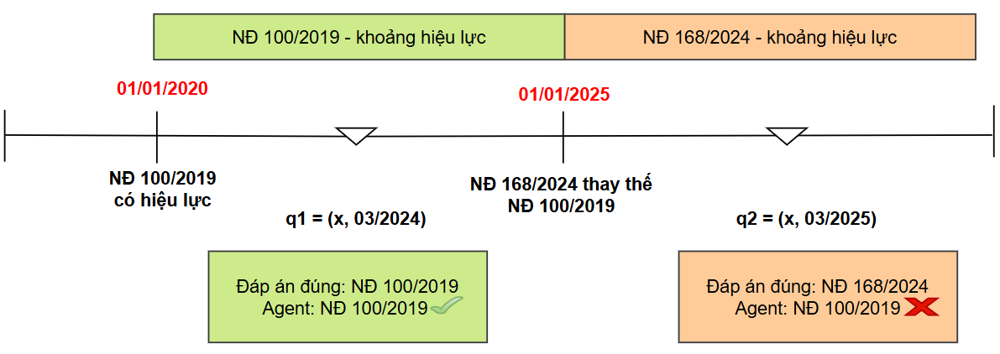 NĐ 100/2019 - khoảng hiệu lực
NĐ 168/2024 - khoảng hiệu lực
01/01/2020
01/01/2025
NĐ 100/2019
có hiệu lực
NĐ 168/2024 thay thế
NĐ 100/2019
q1 = (x, 03/2024)
q2 = (x, 03/2025)
Đáp án đúng: NĐ 100/2019
Agent: NĐ 100/2019
Đáp án đúng: NĐ 168/2024
Agent: NĐ 100/2019